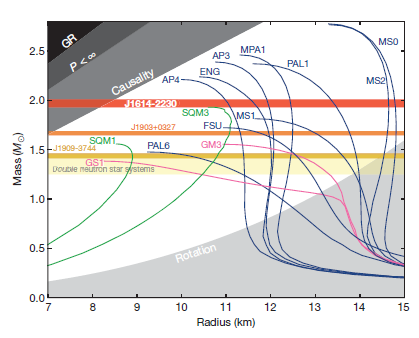 GR
P < ∞
Causality
MS0
MPA1
AP3
PAL1
ENG
AP4
MS2
J1614-2230
SQM3
MS1
J1903+0327
FSU
SQM1
PAL6
GM3
J1909-3744
GS1
Double neutron star systems
Rotation
Mass (M☉)
2.5
2.0
1.5
1.0
0.5
0.0
7 8 9 10 11 12 13 14 15
Radius (km)